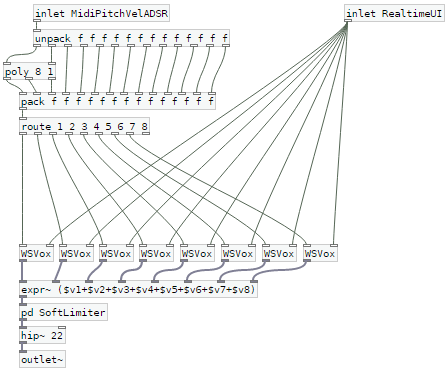 inlet MidiPitchVelADSR
inlet RealtimeUI
unpack f f f f f f f f f f f f f
poly 8 1
pack f f f f f f f f f f f f f f
route 1 2 3 4 5 6 7 8
WSVox WSVox WSVox WSVox WSVox WSVox WSVox WSVox
expr~ ($v1+$v2+$v3+$v4+$v5+$v6+$v7+$v8)
pd SoftLimiter
hip~ 22
outlet~